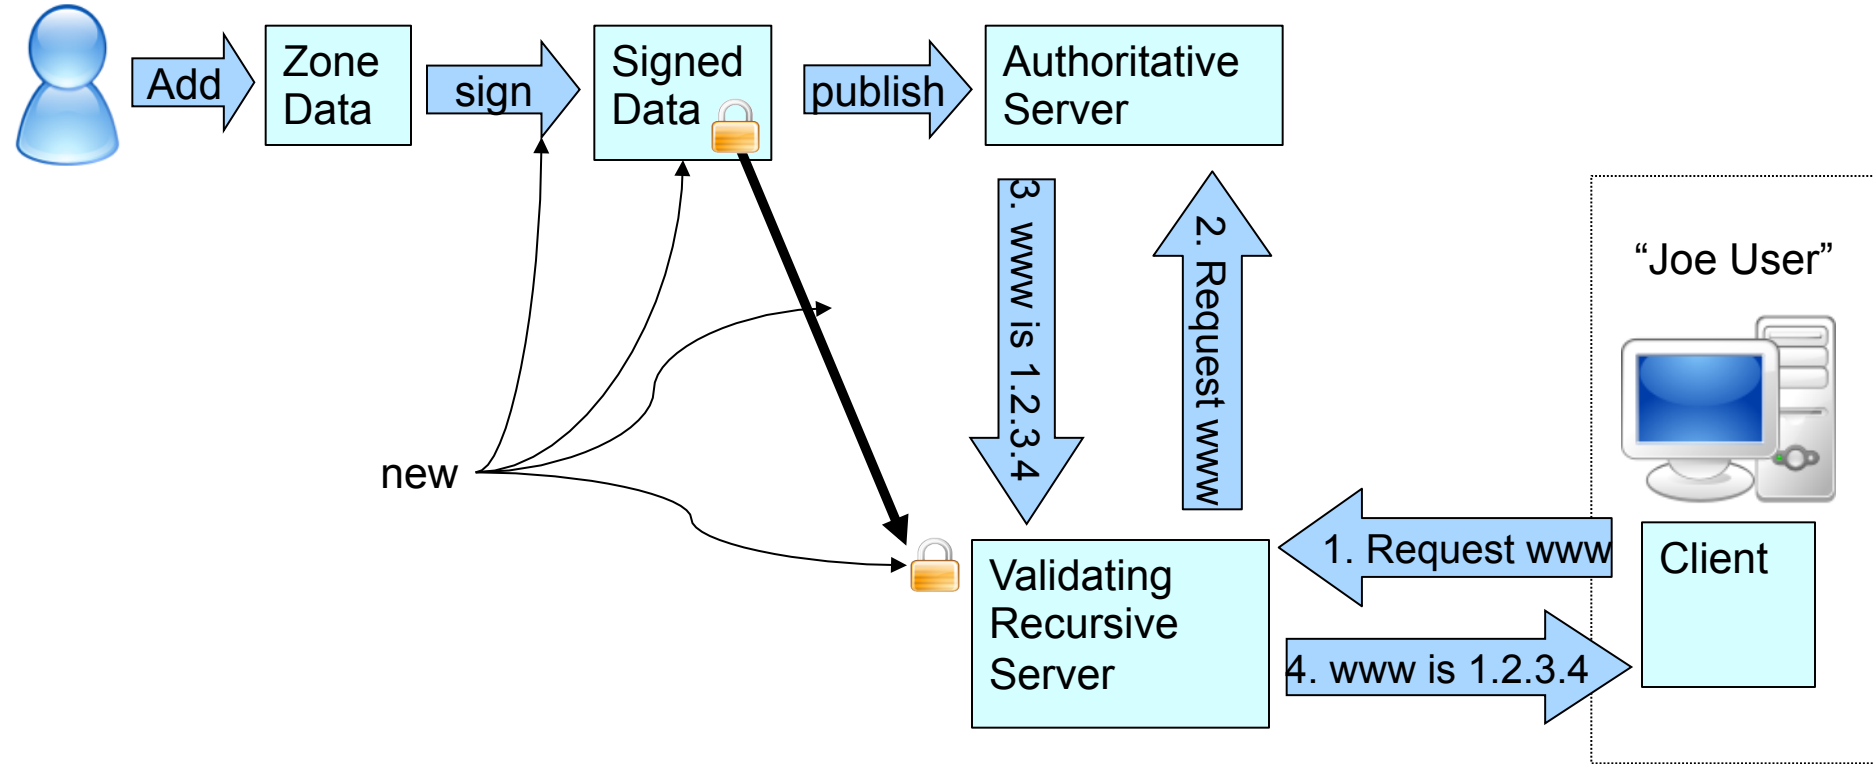 Add
Zone
Data
sign
Signed
Data
publish
Authoritative
Server
3. www is 1.2.3.4
2. Request www
“Joe User”
new
Validating
Recursive
Server
1. Request www
Client
4. www is 1.2.3.4